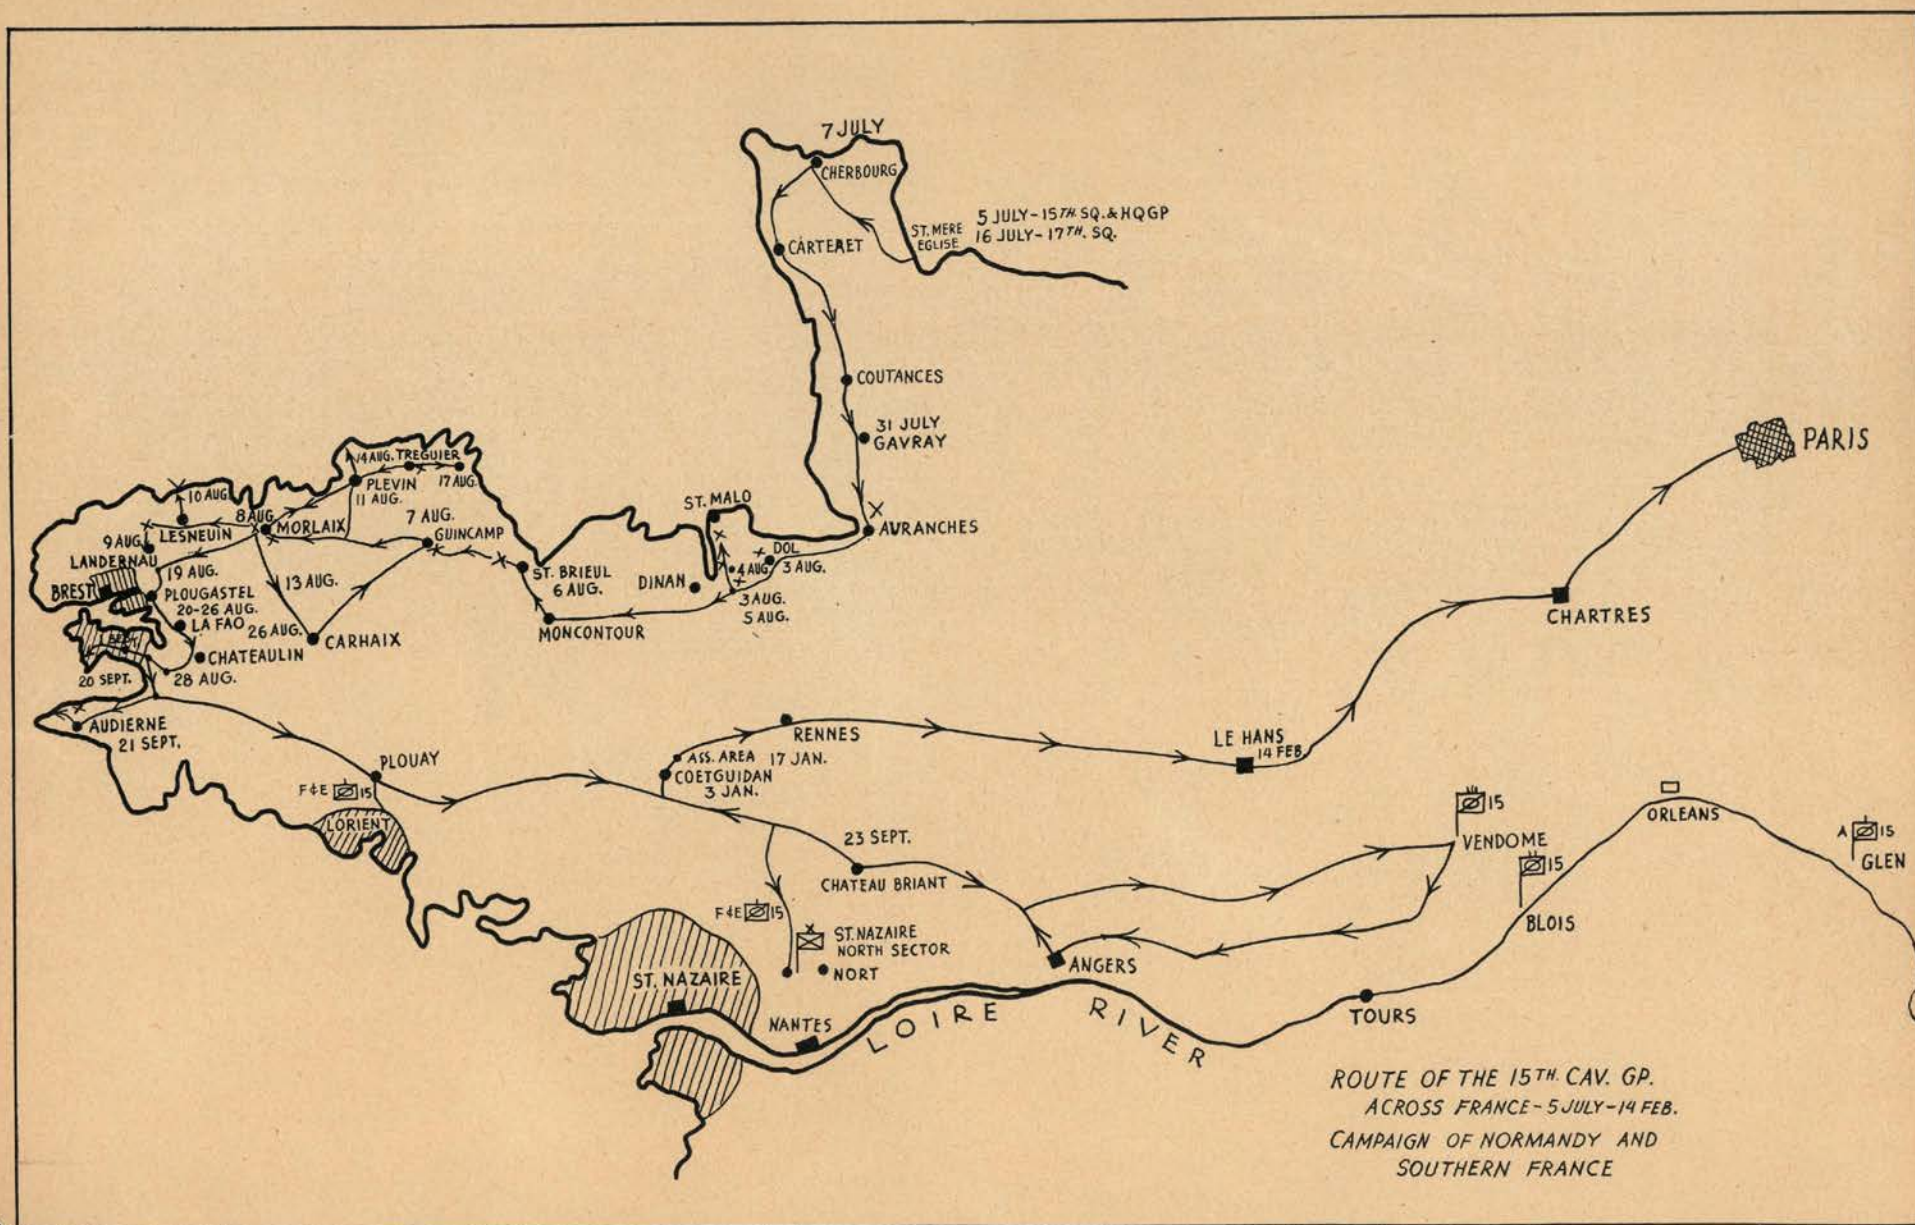 7 JULY
CHERBOURG
5 JULY-15TH. SQ. & HQGP
16 JULY-17TH. SQ.
ST. MERE
EGLISE
CARTERET
COUTANCES
31 JULY
GAVRAY
AVRANCHES
PARIS
14 AUG. TREGUIER
PLEVIN
11 AUG.
17 AUG.
10 AUG.
8 AUG.
MORLAIX
7 AUG.
GUINCAMP
ST. MALO
DOL
3 AUG.
4 AUG.
9 AUG.
LESNEUIN
LANDERNAU
19 AUG.
13 AUG.
ST. BRIEUL
6 AUG.
DINAN
3 AUG.
5 AUG.
BREST
PLOUGASTEL
20-26 AUG.
LA FAO
26 AUG.
CARHAIX
MONCONTOUR
CHATEAULIN
20 SEPT.
28 AUG.
CHARTRES
AUDIERNE
21 SEPT.
RENNES
LE HANS
14 FEB.
PLOUAY
ASS. AREA 17 JAN.
COETGUIDAN
3 JAN.
F&E 15
LORIENT
15
VENDOME
ORLEANS
A 15
GLEN
23 SEPT.
CHATEAU BRIANT
15
BLOIS
F&E 15
ST. NAZAIRE
NORTH SECTOR
NORT
ANGERS
ST. NAZAIRE
NANTES
LOIRE RIVER
TOURS
ROUTE OF THE 15TH. CAV. GP.
ACROSS FRANCE-5 JULY-14 FEB.
CAMPAIGN OF NORMANDY AND
SOUTHERN FRANCE